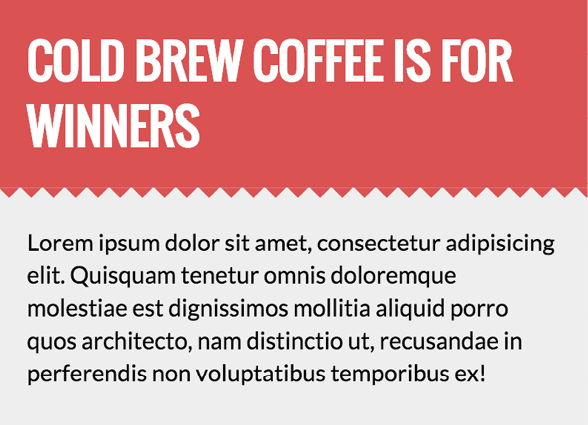 COLD BREW COFFEE IS FOR
WINNERS
Lorem ipsum dolor sit amet, consectetur adipisicing
elit. Quisquam tenetur omnis doloremque
molestiae est dignissimos mollitia aliquid porro
quos architecto, nam distinctio ut, recusandae in
perferendis non voluptatibus temporibus ex!